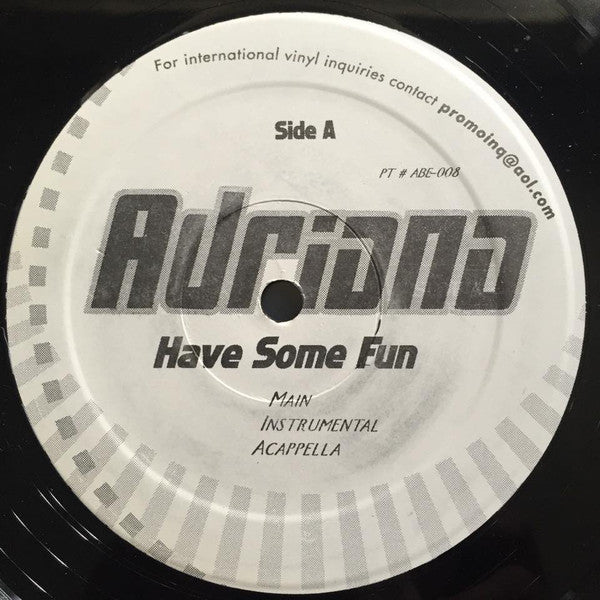 For international vinyl inquiries contact promoinq@aol.com
Side A
PT # ABE-008
Adriana
Have Some Fun
Main
Instrumental
Acappella